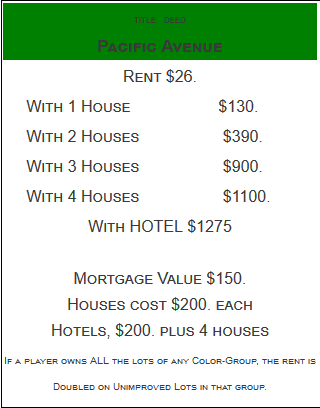 Title Deed
Pacific Avenue
Rent $26.
With 1 House $130.
With 2 Houses $390.
With 3 Houses $900.
With 4 Houses $1100.
With HOTEL $1275
Mortgage Value $150.
Houses cost $200. each
Hotels, $200. plus 4 houses
If a player owns ALL the lots of any Color-Group, the rent is
Doubled on Unimproved Lots in that group.